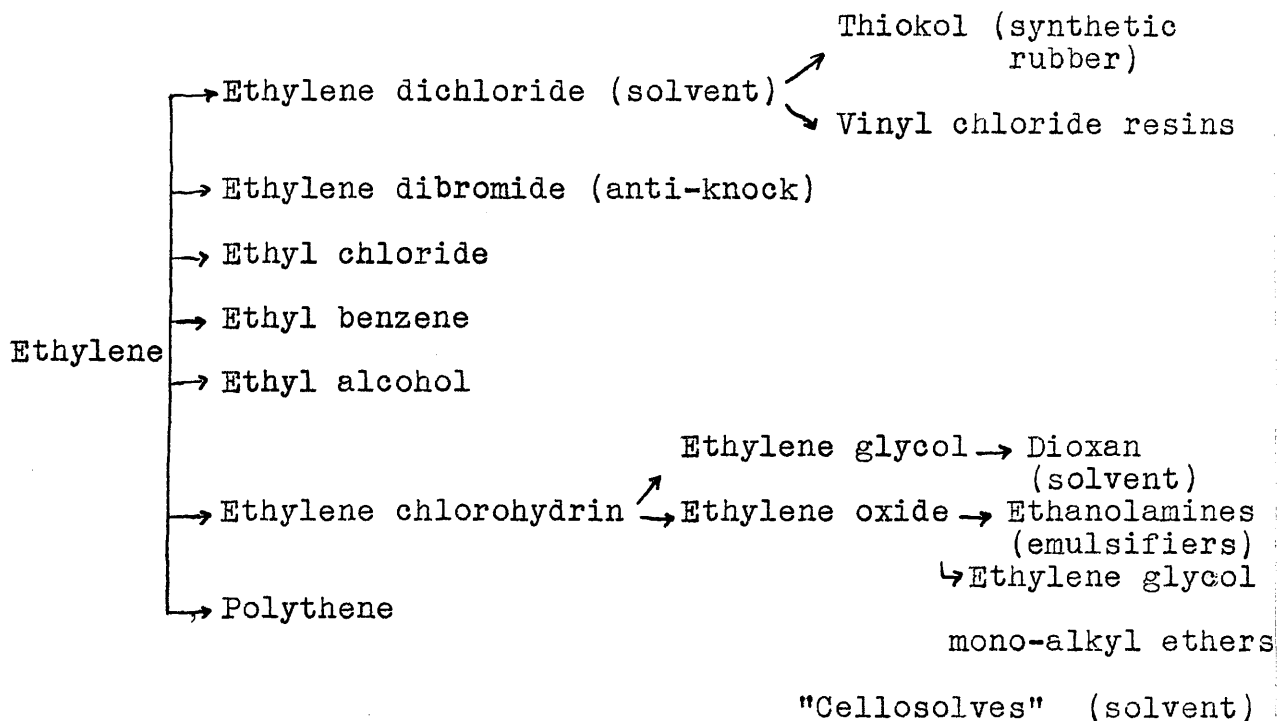 Thiokol (synthetic
rubber)
Ethylene dichloride (solvent)
Vinyl chloride resins
Ethylene dibromide (anti-knock)
Ethyl chloride
Ethyl benzene
Ethylene
Ethyl alcohol
Ethylene glycol → Dioxan
(solvent)
Ethylene chlorohydrin → Ethylene oxide → Ethanolamines
(emulsifiers)
Ethylene glycol
Polythene
mono-alkyl ethers
"Cellosolves" (solvent)